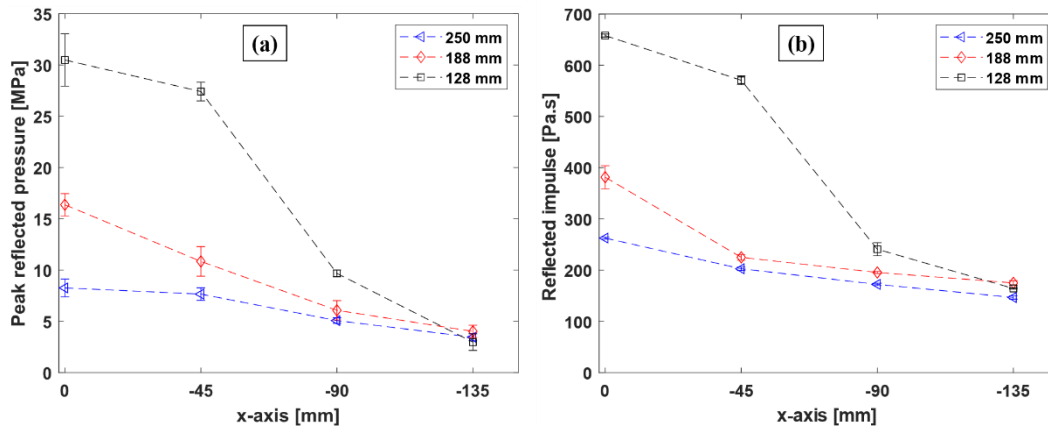 (a)
250 mm
188 mm
128 mm
Peak reflected pressure [MPa]
35
30
25
20
15
10
5
0
0 -45 -90 -135
x-axis [mm]
(b)
250 mm
188 mm
128 mm
Reflected impulse [Pa.s]
700
600
500
400
300
200
100
0
0 -45 -90 -135
x-axis [mm]